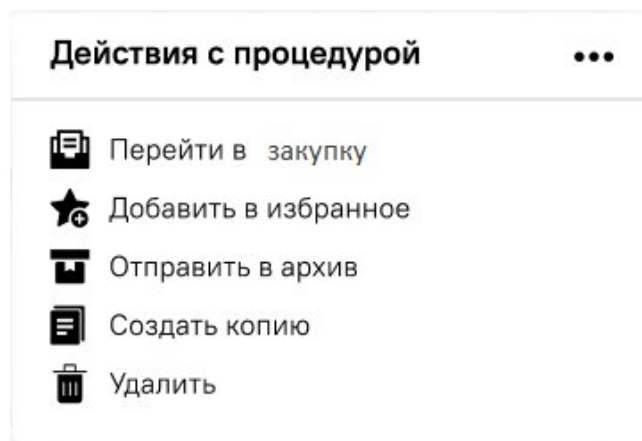 Действия с процедурой
Перейти в закупку
Добавить в избранное
Отправить в архив
Создать копию
Удалить